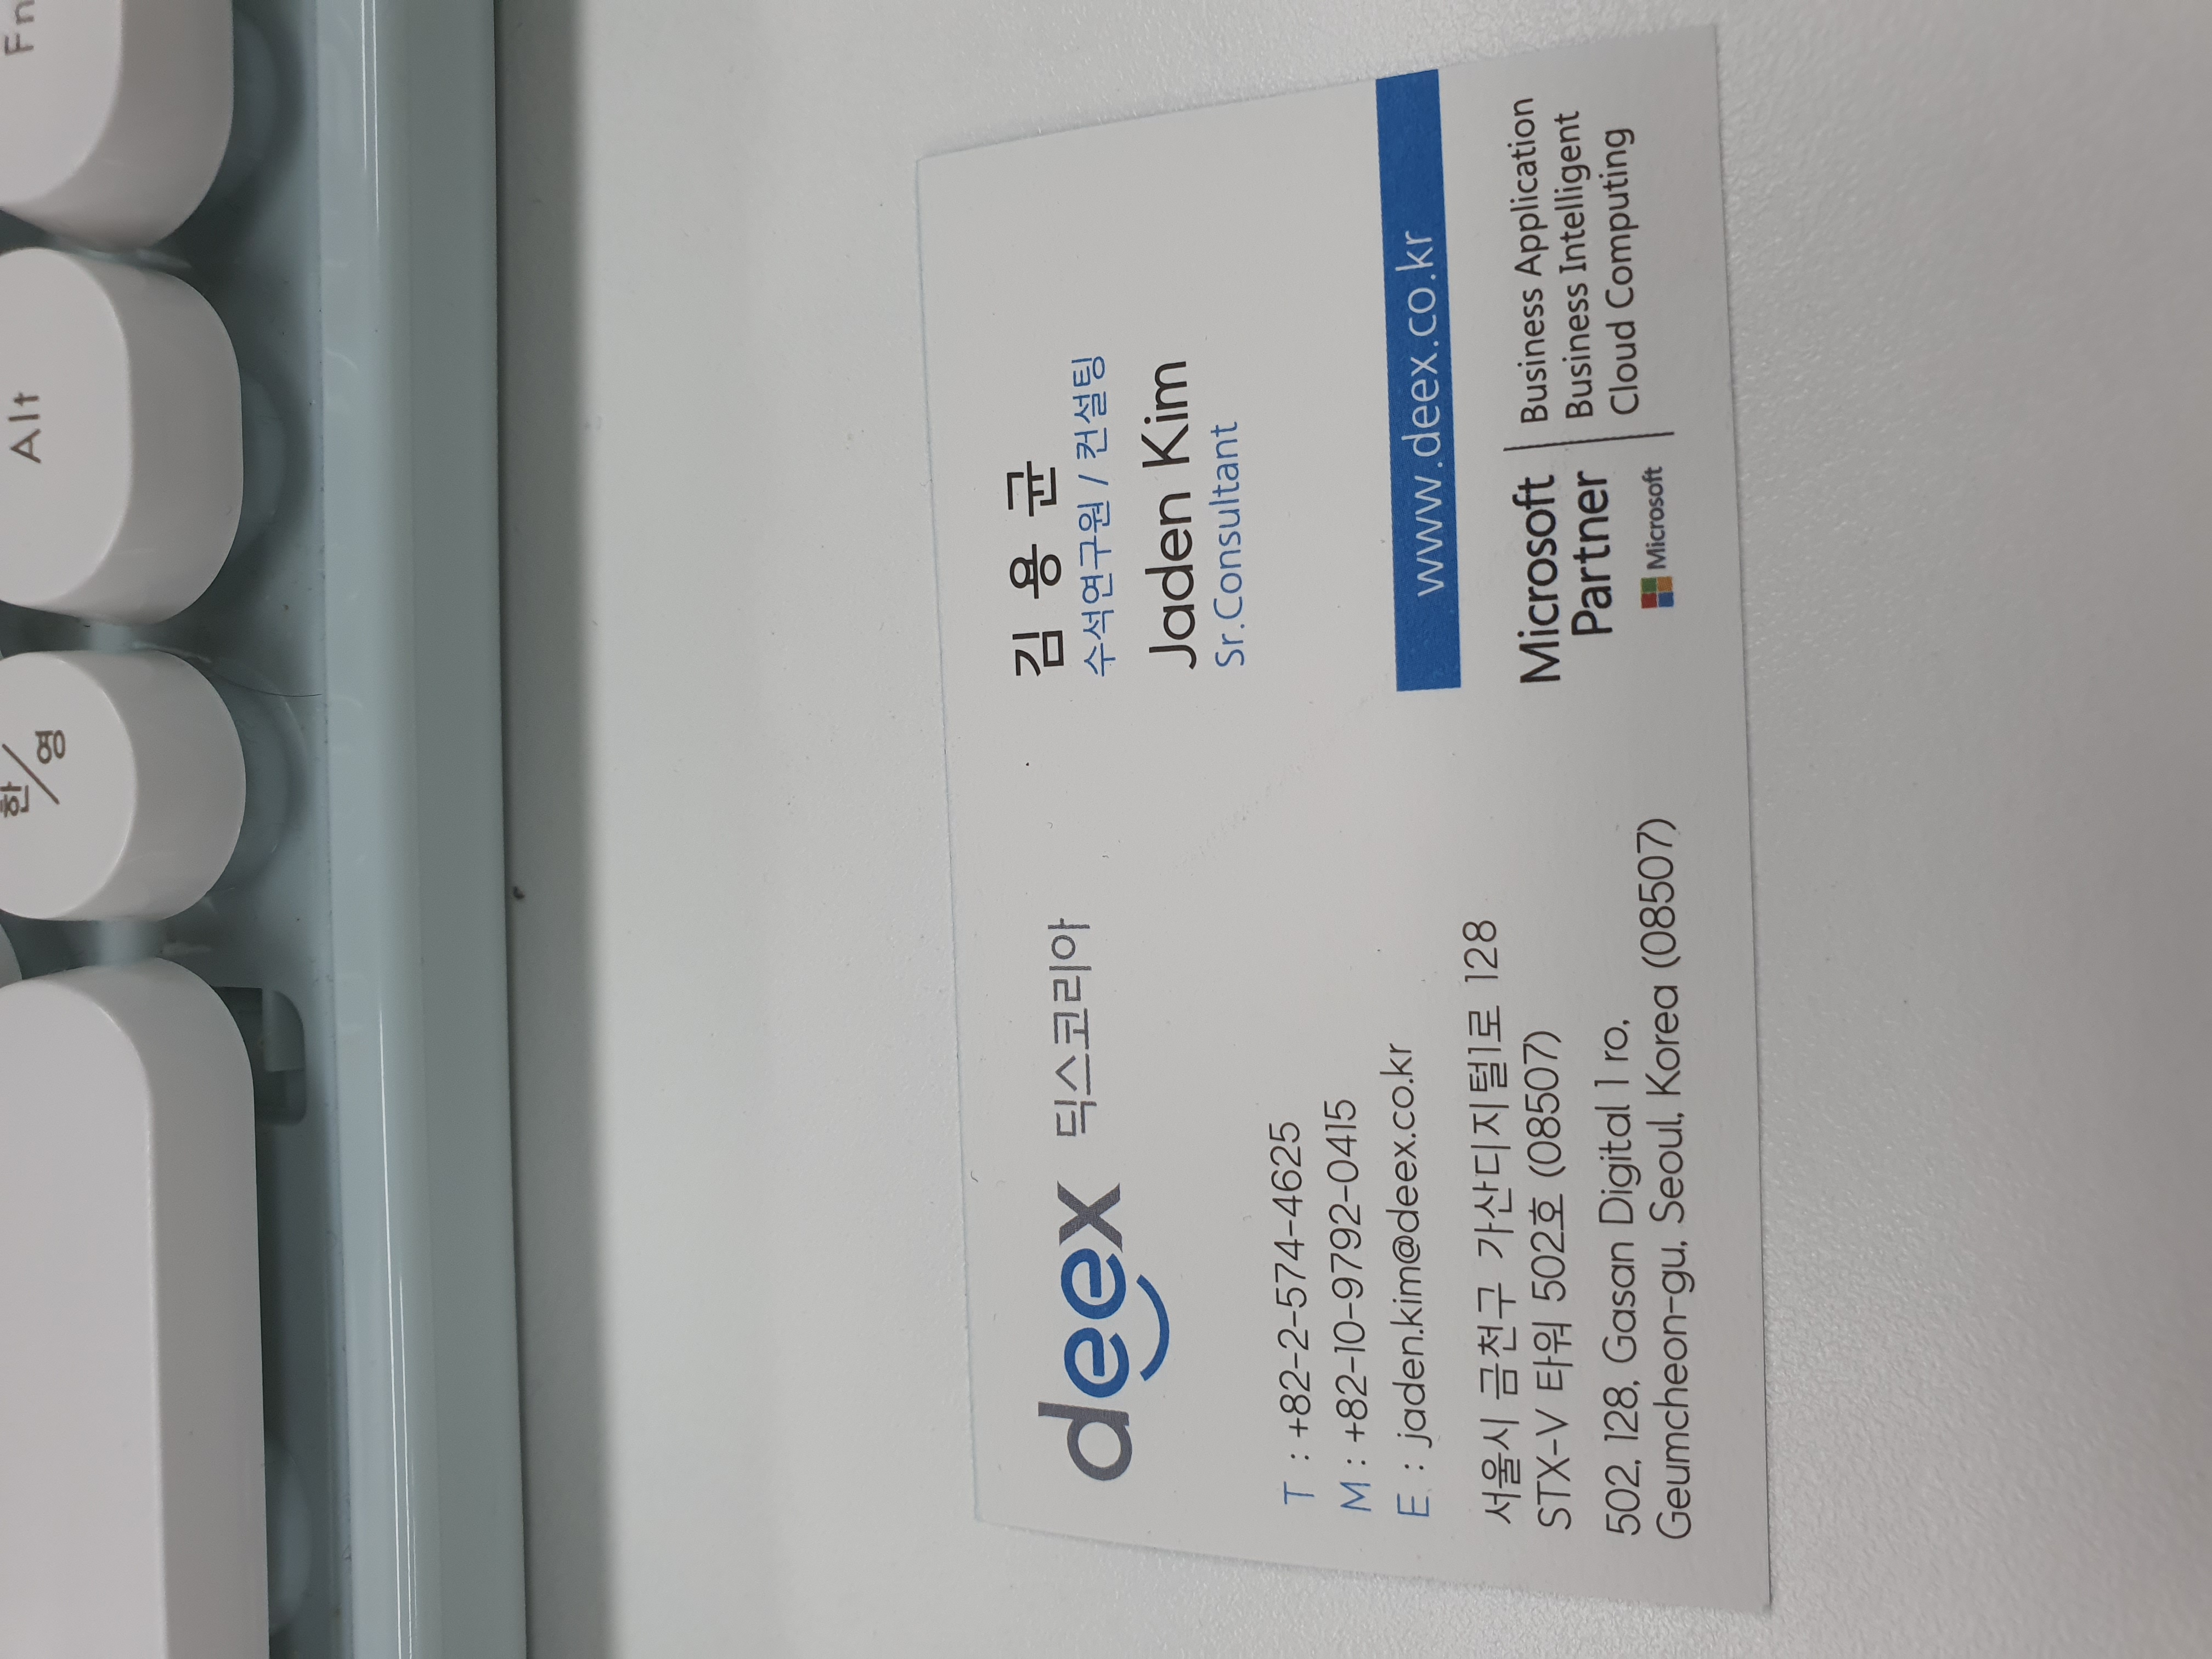 한/영
Alt
Fn
deex 딕스코리아
김용균
수석연구원 / 컨설팅
Jaden Kim
Sr.Consultant
T : +82-2-574-4625
M : +82-10-9792-0415
E : jaden.kim@deex.co.kr
서울시 금천구 가산디지털1로 128
STX-V 타워 502호 (08507)
502, 128, Gasan Digital 1 ro,
Geumcheon-gu, Seoul, Korea (08507)
www.deex.co.kr
Microsoft
Partner
Microsoft
Business Application
Business Intelligent
Cloud Computing